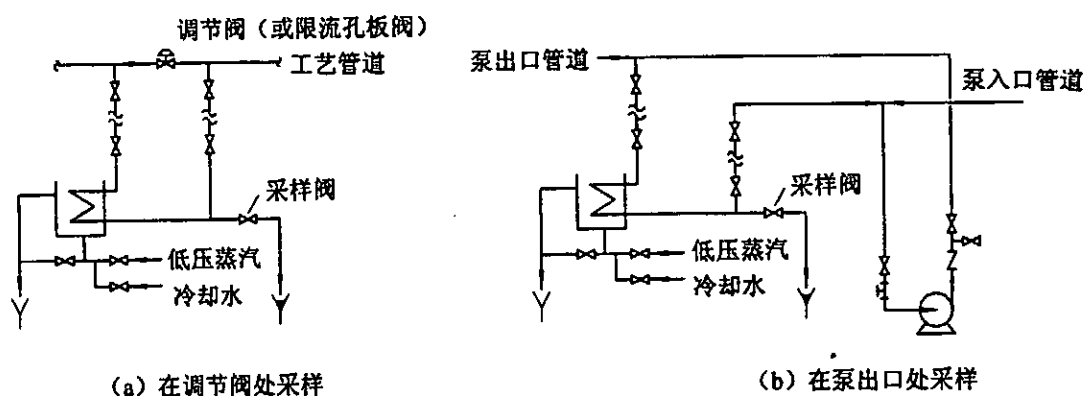 调节阀（或限流孔板阀）
工艺管道
采样阀
低压蒸汽
冷却水
（a）在调节阀处采样
泵出口管道
泵入口管道
采样阀
低压蒸汽
冷却水
（b）在泵出口处采样